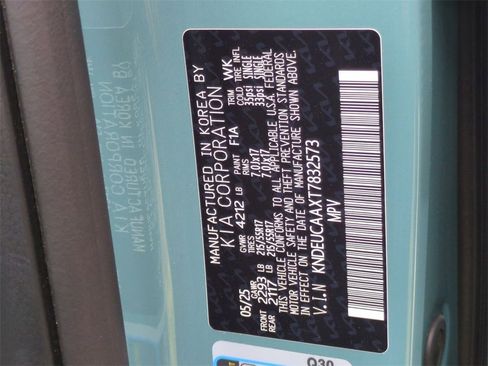 MANUFACTURED IN KOREA BY
KIA CORPORATION
05/25 GVWR 4212 LB PAINT F1A TRIM WK
GAWR TIRES RIMS COLD TIRE INFL
FRONT 2293 LB 215/55R17 7.0Jx17 35psi SINGLE
REAR 2117 LB 215/55R17 7.0Jx17 33psi SINGLE
THIS VEHICLE CONFORMS TO ALL APPLICABLE U.S.A. FEDERAL
MOTOR VEHICLE SAFETY AND THEFT PREVENTION STANDARDS
IN EFFECT ON THE DATE OF MANUFACTURE SHOWN ABOVE.
V.I.N KNDEUCAAXT7832573
MPV
Q30